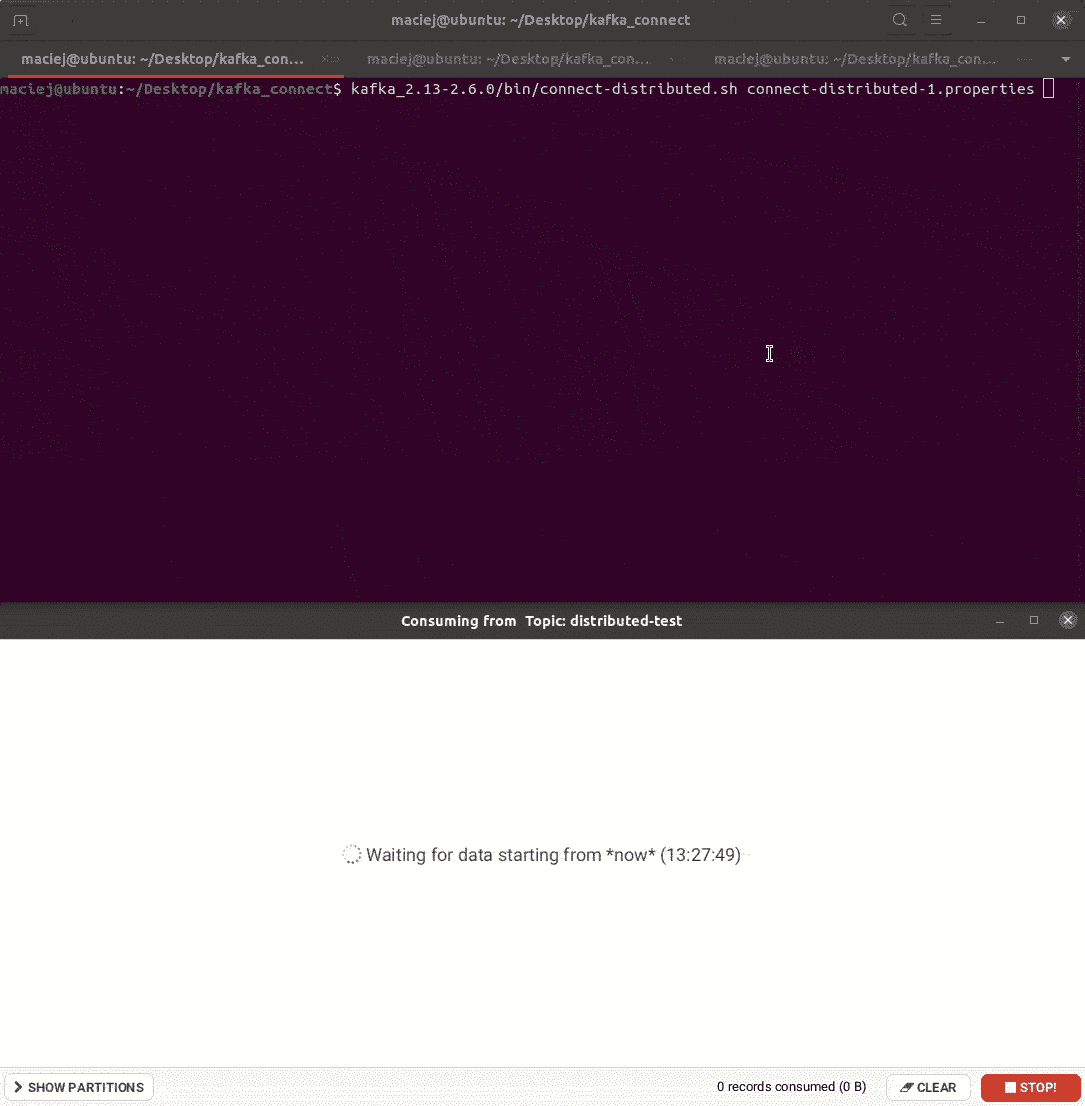 maciej@ubuntu: ~/Desktop/kafka_connect
maciej@ubuntu: ~/Desktop/kafka_con...
maciej@ubuntu: ~/Desktop/kafka_con...
maciej@ubuntu: ~/Desktop/kafka_con...
maciej@ubuntu:~/Desktop/kafka_connect$ kafka_2.13-2.6.0/bin/connect-distributed.sh connect-distributed-1.properties
Consuming from Topic: distributed-test
Waiting for data starting from *now* (13:27:49)
SHOW PARTITIONS
0 records consumed (0 B)
CLEAR
STOP!